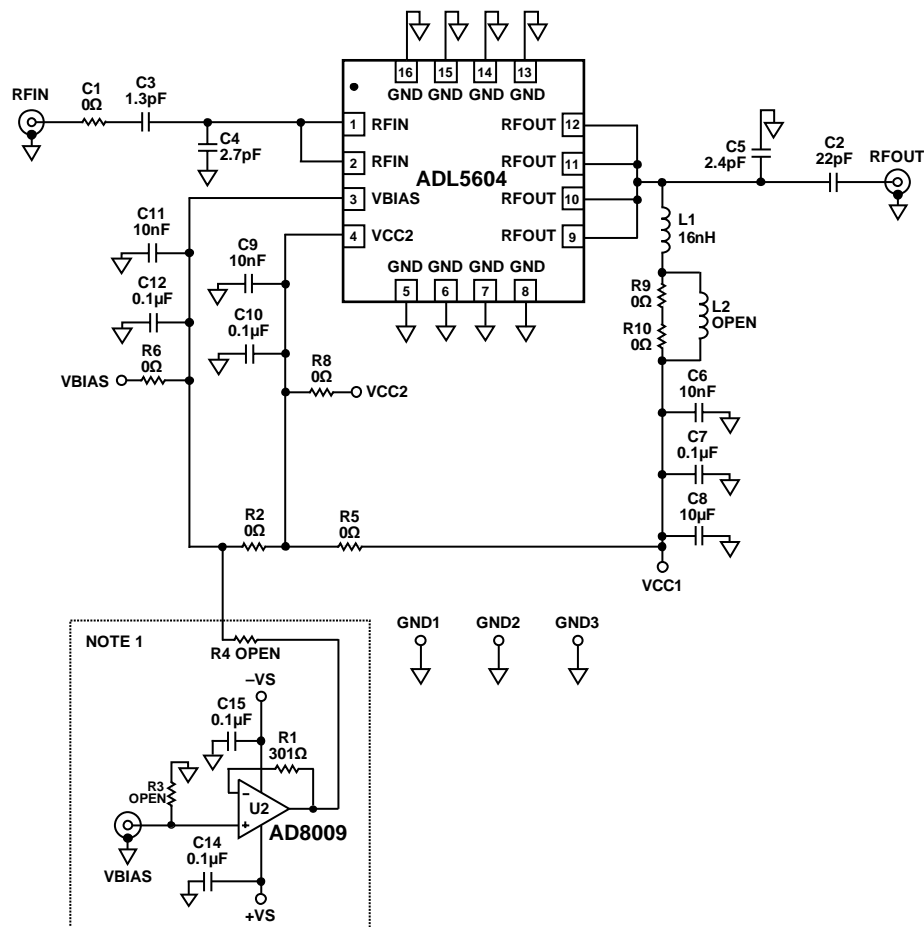 16 15 14 13
GND GND GND GND
RFIN
C1
0Ω
C3
1.3pF
C4
2.7pF
1 RFIN
2 RFIN
3 VBIAS
4 VCC2
ADL5604
RFOUT 12
RFOUT 11
RFOUT 10
RFOUT 9
GND GND GND GND
5 6 7 8
C5
2.4pF
C2
22pF
RFOUT
L1
16nH
R9
0Ω
R10
0Ω
L2
OPEN
C11
10nF
C12
0.1µF
R6
0Ω
VBIAS
C9
10nF
C10
0.1µF
R8
0Ω
VCC2
C6
10nF
C7
0.1µF
C8
10µF
R2
0Ω
R5
0Ω
VCC1
NOTE 1
R4 OPEN
GND1 GND2 GND3
–VS
C15
0.1µF
R1
301Ω
R3
OPEN
−
+
U2
AD8009
VBIAS
C14
0.1µF
+VS